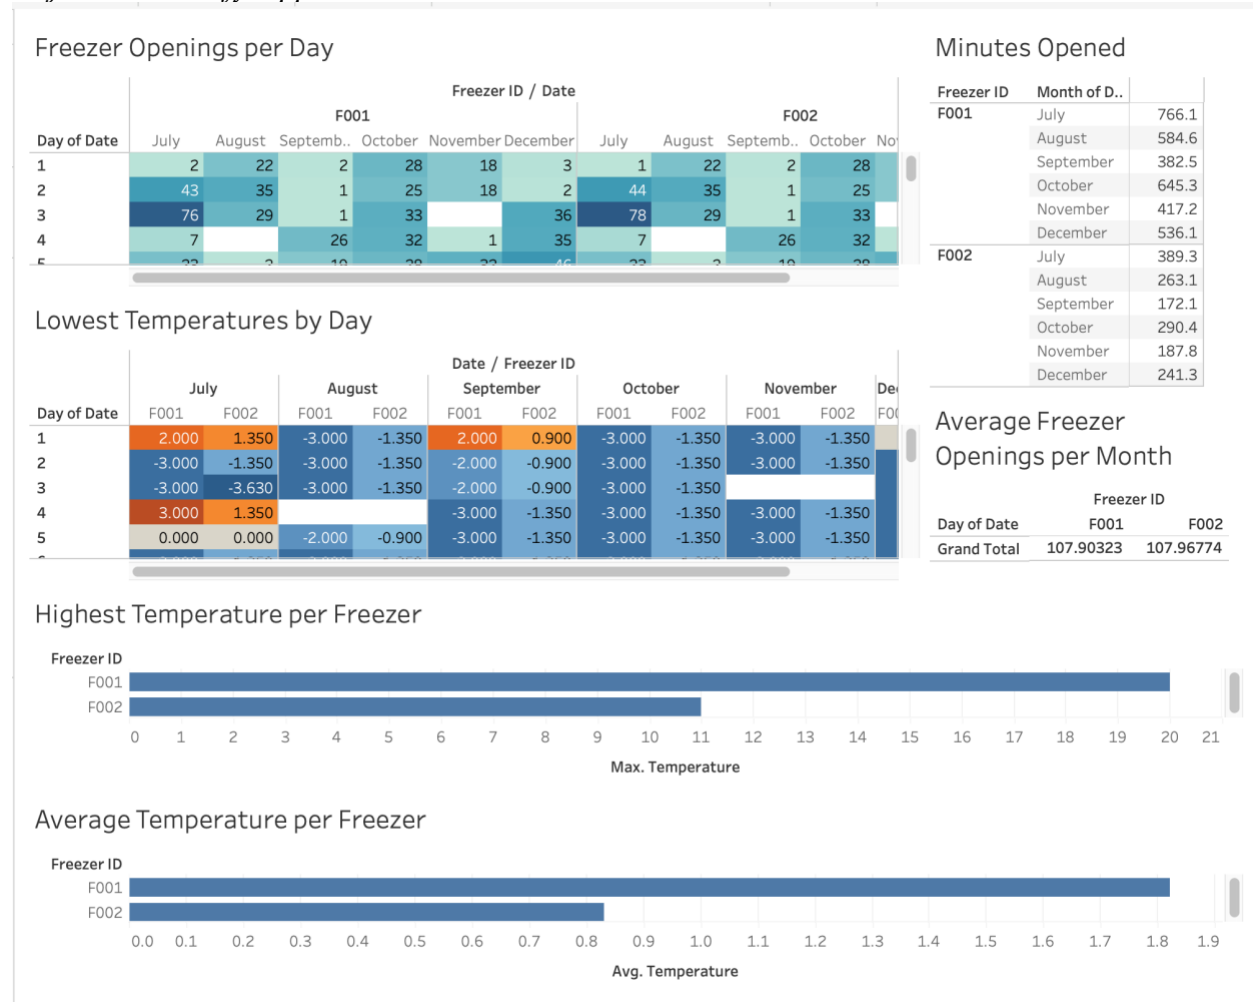 Freezer Openings per Day
Freezer ID / Date
F001 F002
Day of Date July August Septemb.. October November December July August Septemb.. October Nov
1 2 22 2 28 18 3 1 22 2 28
2 43 35 1 25 18 2 44 35 1 25
3 76 29 1 33 36 78 29 1 33
4 7 26 32 1 35 7 26 32
Minutes Opened
Freezer ID Month of D..
F001 July 766.1
August 584.6
September 382.5
October 645.3
November 417.2
December 536.1
F002 July 389.3
August 263.1
September 172.1
October 290.4
November 187.8
December 241.3
Lowest Temperatures by Day
Date / Freezer ID
July August September October November Dec
Day of Date F001 F002 F001 F002 F001 F002 F001 F002 F001 F002 F00
1 2.000 1.350 -3.000 -1.350 2.000 0.900 -3.000 -1.350 -3.000 -1.350
2 -3.000 -1.350 -3.000 -1.350 -2.000 -0.900 -3.000 -1.350 -3.000 -1.350
3 -3.000 -3.630 -3.000 -1.350 -2.000 -0.900 -3.000 -1.350
4 3.000 1.350 -3.000 -1.350 -3.000 -1.350 -3.000 -1.350
5 0.000 0.000 -2.000 -0.900 -3.000 -1.350 -3.000 -1.350 -3.000 -1.350
Average Freezer
Openings per Month
Freezer ID
Day of Date F001 F002
Grand Total 107.90323 107.96774
Highest Temperature per Freezer
Freezer ID
F001
F002
0 1 2 3 4 5 6 7 8 9 10 11 12 13 14 15 16 17 18 19 20 21
Max. Temperature
Average Temperature per Freezer
Freezer ID
F001
F002
0.0 0.1 0.2 0.3 0.4 0.5 0.6 0.7 0.8 0.9 1.0 1.1 1.2 1.3 1.4 1.5 1.6 1.7 1.8 1.9
Avg. Temperature